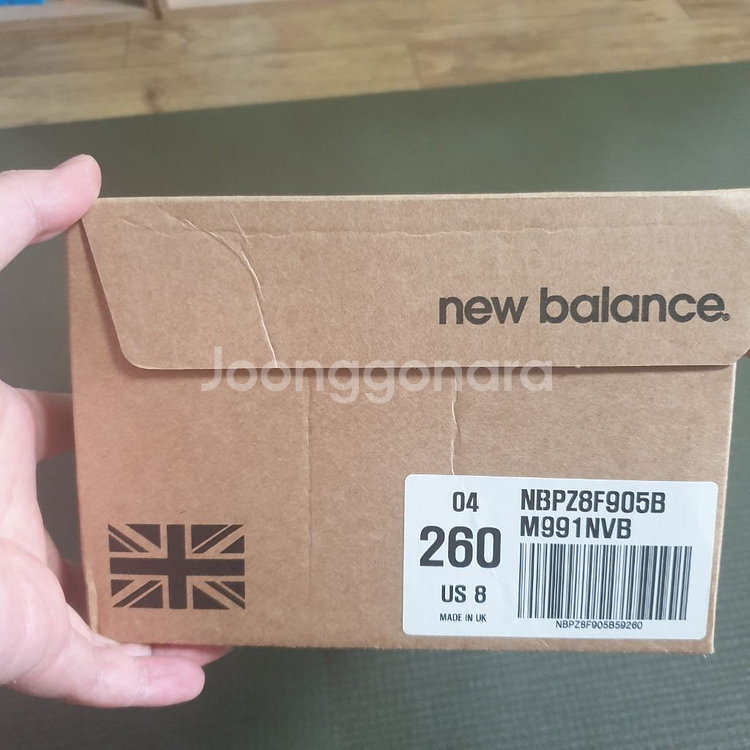 new balance®
Joonggonara
04
260
US 8
MADE IN UK
NBPZ8F905B
M991NVB
NBPZ8F905B59260